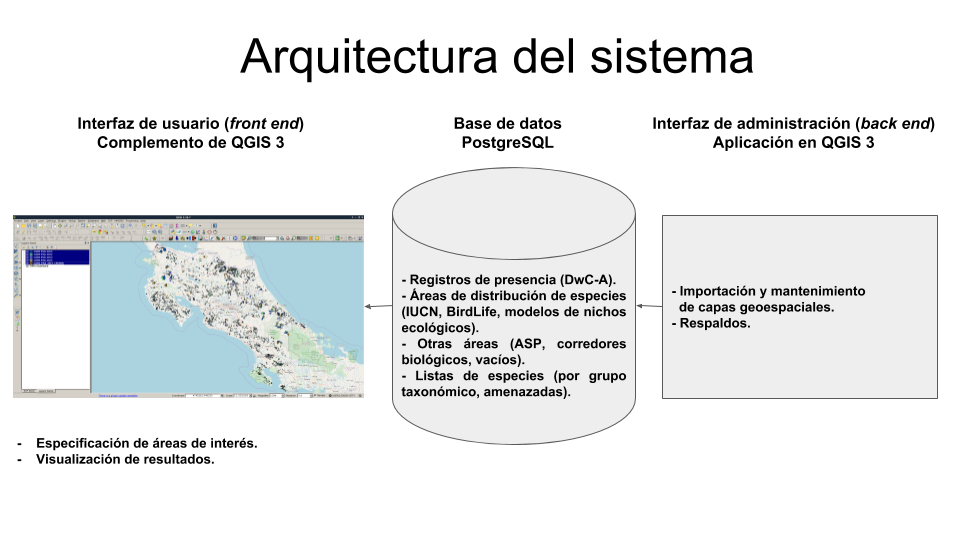 Arquitectura del sistema
Interfaz de usuario (front end)
Complemento de QGIS 3
Base de datos
PostgreSQL
Interfaz de administración (back end)
Aplicación en QGIS 3
- Registros de presencia (DwC-A).
- Áreas de distribución de especies
(IUCN, BirdLife, modelos de nichos
ecológicos).
- Otras áreas (ASP, corredores
biológicos, vacíos).
- Listas de especies (por grupo
taxonómico, amenazadas).
- Importación y mantenimiento
de capas geoespaciales.
- Respaldos.
- Especificación de áreas de interés.
- Visualización de resultados.